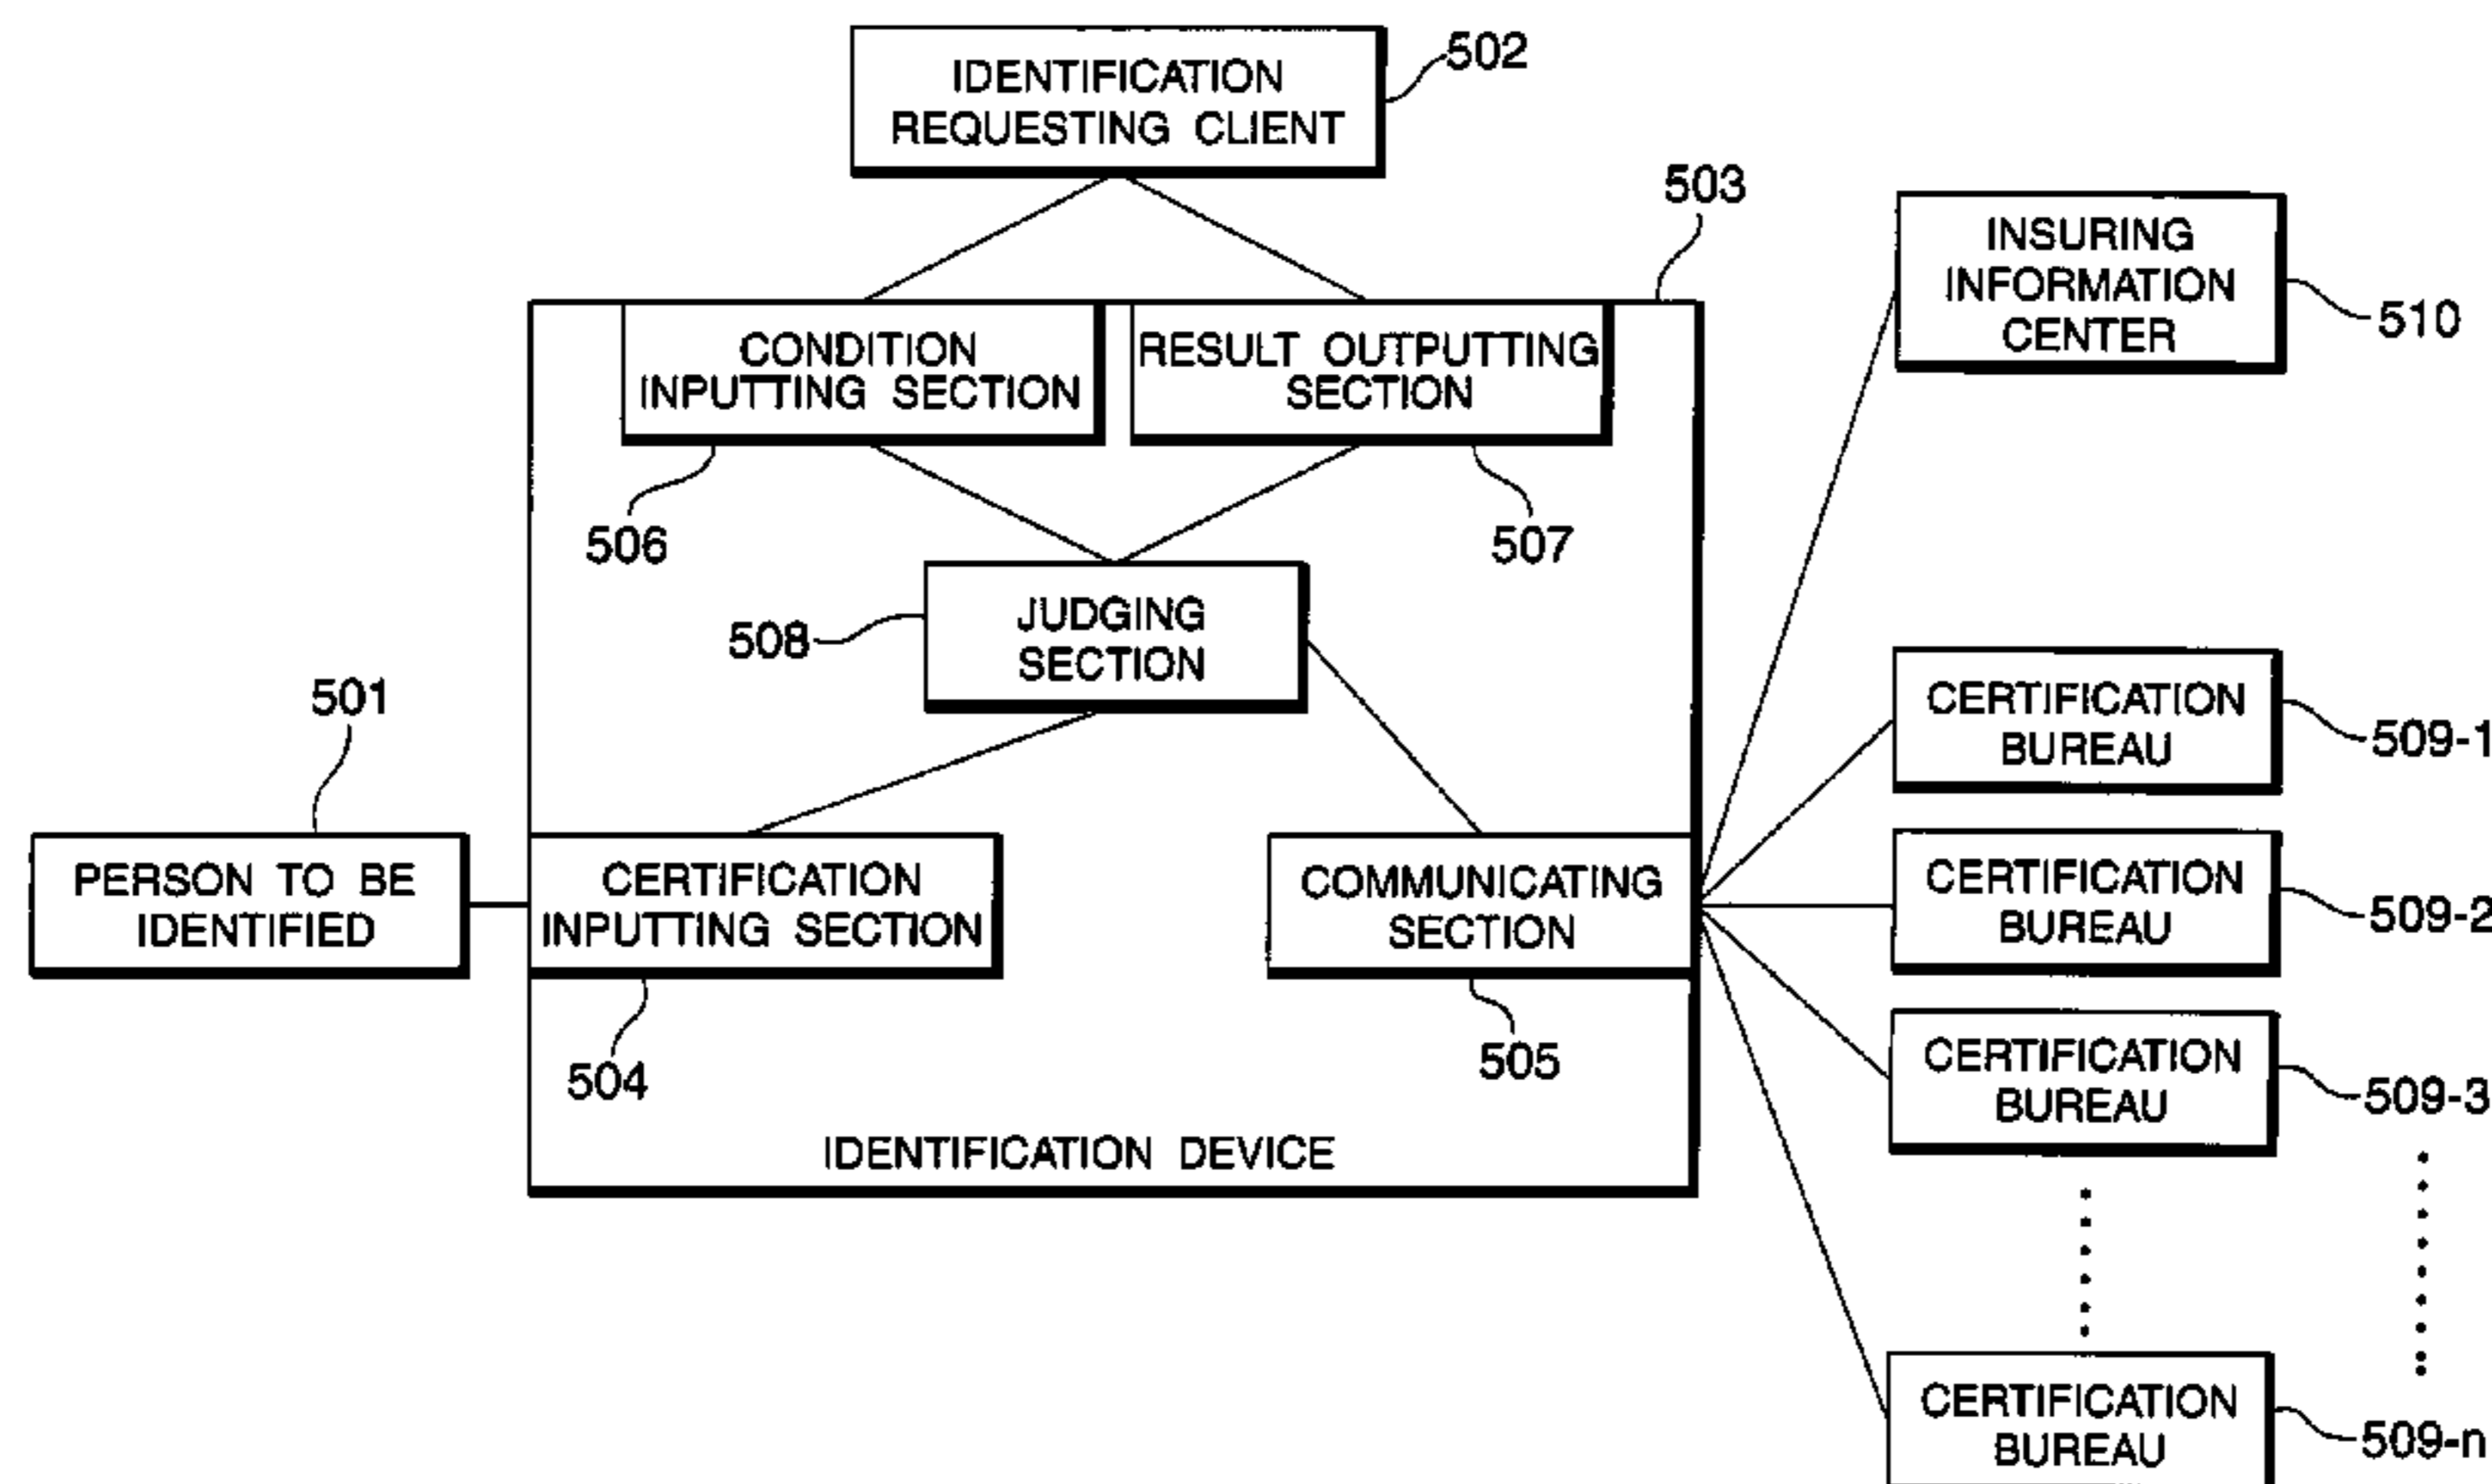 IDENTIFICATION
REQUESTING CLIENT
502
503
INSURING
INFORMATION
CENTER
510
CONDITION
INPUTTING SECTION
RESULT OUTPUTTING
SECTION
506
507
JUDGING
SECTION
508
501
PERSON TO BE
IDENTIFIED
CERTIFICATION
INPUTTING SECTION
504
COMMUNICATING
SECTION
505
IDENTIFICATION DEVICE
CERTIFICATION
BUREAU
509-1
CERTIFICATION
BUREAU
509-2
CERTIFICATION
BUREAU
509-3
CERTIFICATION
BUREAU
509-n